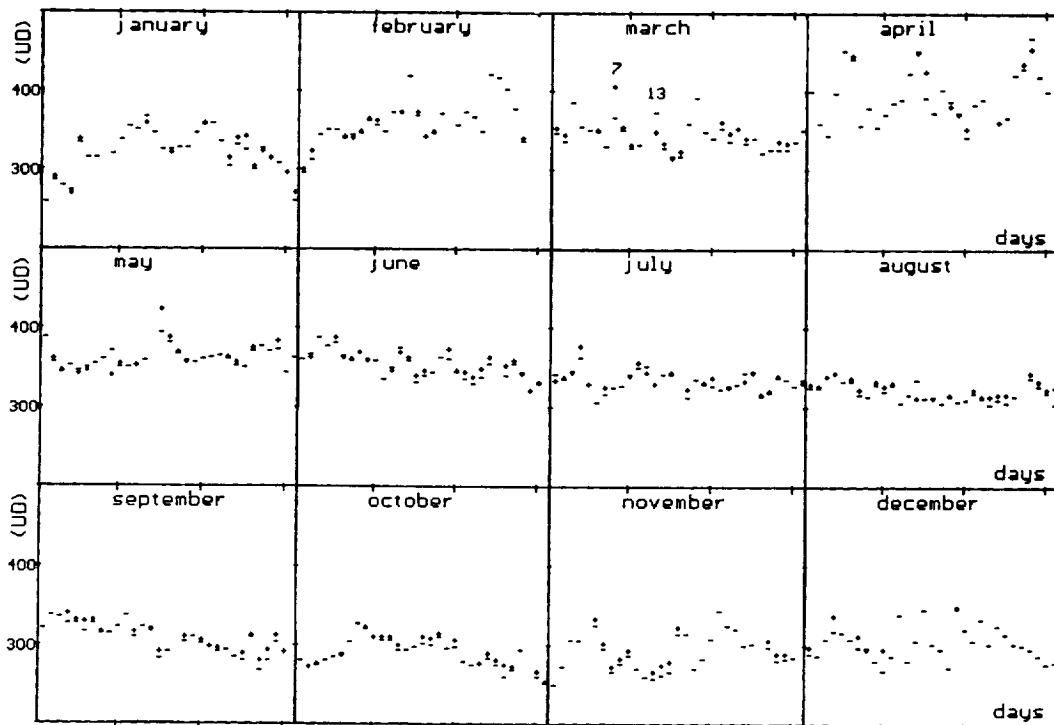 january february march april
(UD)
400
300
7
13
days
may june july august
(UD)
400
300
days
september october november december
(UD)
400
300
days